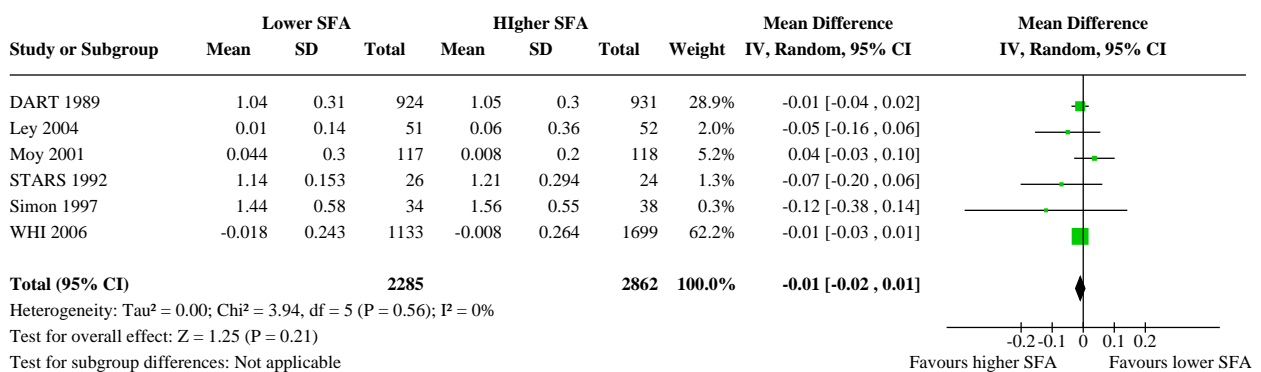 Lower SFA HIgher SFA Mean Difference Mean Difference
Study or Subgroup Mean SD Total Mean SD Total Weight IV, Random, 95% CI IV, Random, 95% CI
DART 1989 1.04 0.31 924 1.05 0.3 931 28.9% -0.01 [-0.04 , 0.02]
Ley 2004 0.01 0.14 51 0.06 0.36 52 2.0% -0.05 [-0.16 , 0.06]
Moy 2001 0.044 0.3 117 0.008 0.2 118 5.2% 0.04 [-0.03 , 0.10]
STARS 1992 1.14 0.153 26 1.21 0.294 24 1.3% -0.07 [-0.20 , 0.06]
Simon 1997 1.44 0.58 34 1.56 0.55 38 0.3% -0.12 [-0.38 , 0.14]
WHI 2006 -0.018 0.243 1133 -0.008 0.264 1699 62.2% -0.01 [-0.03 , 0.01]
Total (95% CI) 2285 2862 100.0% -0.01 [-0.02 , 0.01]
Heterogeneity: Tau² = 0.00; Chi² = 3.94, df = 5 (P = 0.56); I² = 0%
Test for overall effect: Z = 1.25 (P = 0.21)
-0.2 -0.1 0 0.1 0.2
Test for subgroup differences: Not applicable
Favours higher SFA Favours lower SFA